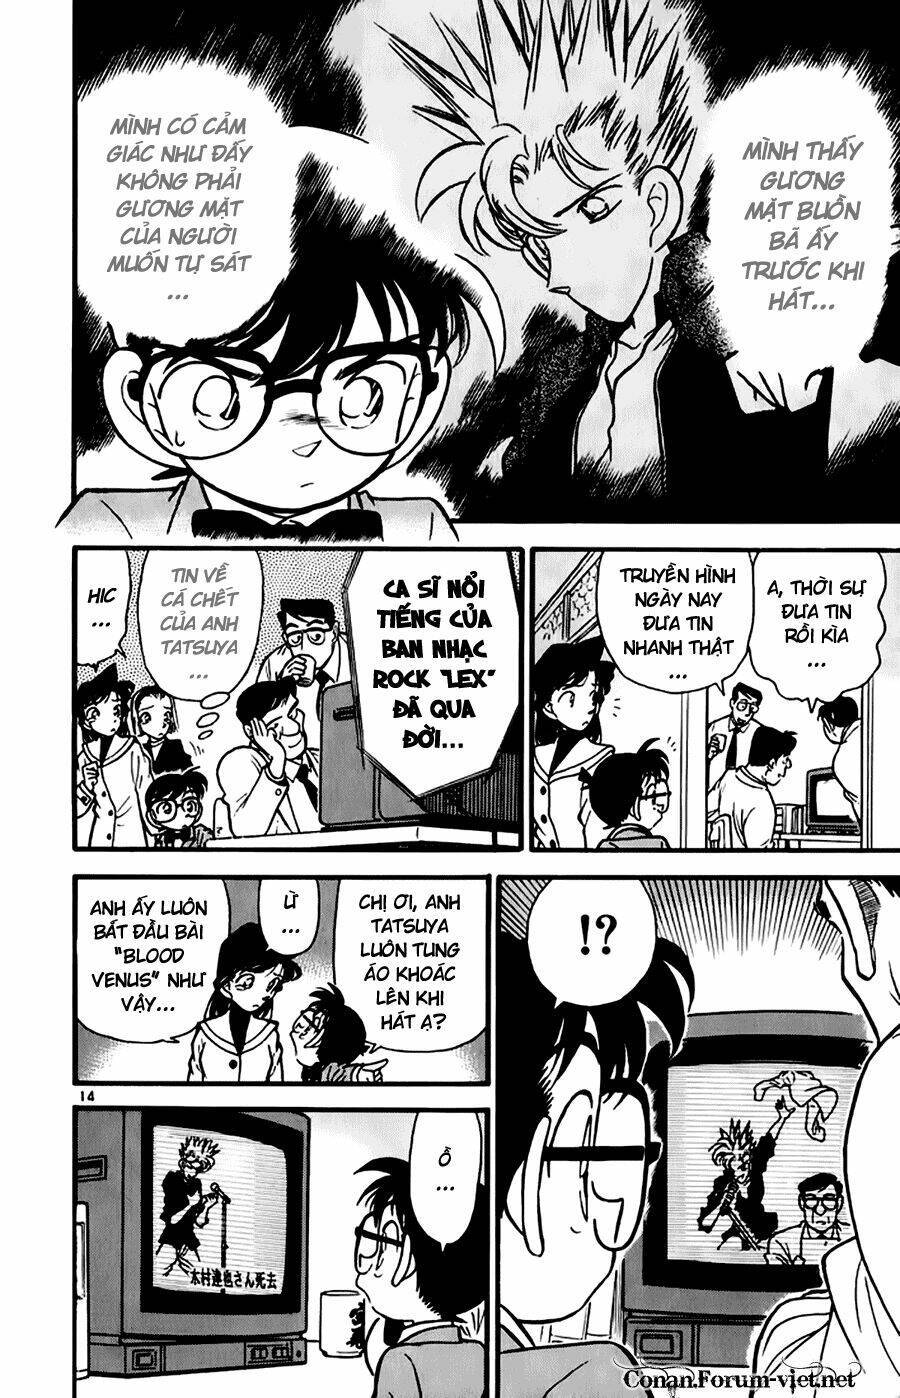 MÌNH CÓ CẢM
GIÁC NHƯ ĐẤY
KHÔNG PHẢI
GƯƠNG MẶT
CỦA NGƯỜI
MUỐN TỰ SÁT
...
MÌNH THẤY
GƯƠNG
MẶT BUỒN
BÃ ẤY
TRƯỚC KHI
HÁT...
HIC
...
TIN VỀ
CÁ CHẾT
CỦA ANH
TATSUYA
...
CA SĨ NỔI
TIẾNG CỦA
BAN NHẠC
ROCK "LEX"
ĐÃ QUA
ĐỜI...
TRUYỀN HÌNH
NGÀY NAY
ĐƯA TIN
NHANH THẬT
...
A, THỜI SỰ
ĐƯA TIN
RỒI KÌA
...
ANH ẤY LUÔN
BẮT ĐẦU BÀI
"BLOOD
VENUS" NHƯ
VẬY...
Ừ
...
CHỊ ƠI, ANH
TATSUYA
LUÔN TUNG
ÁO KHOÁC
LÊN KHI
HÁT Ạ?
!?
14
Ồ
...
木村達也さん死去
Conan.Forum-viet.net